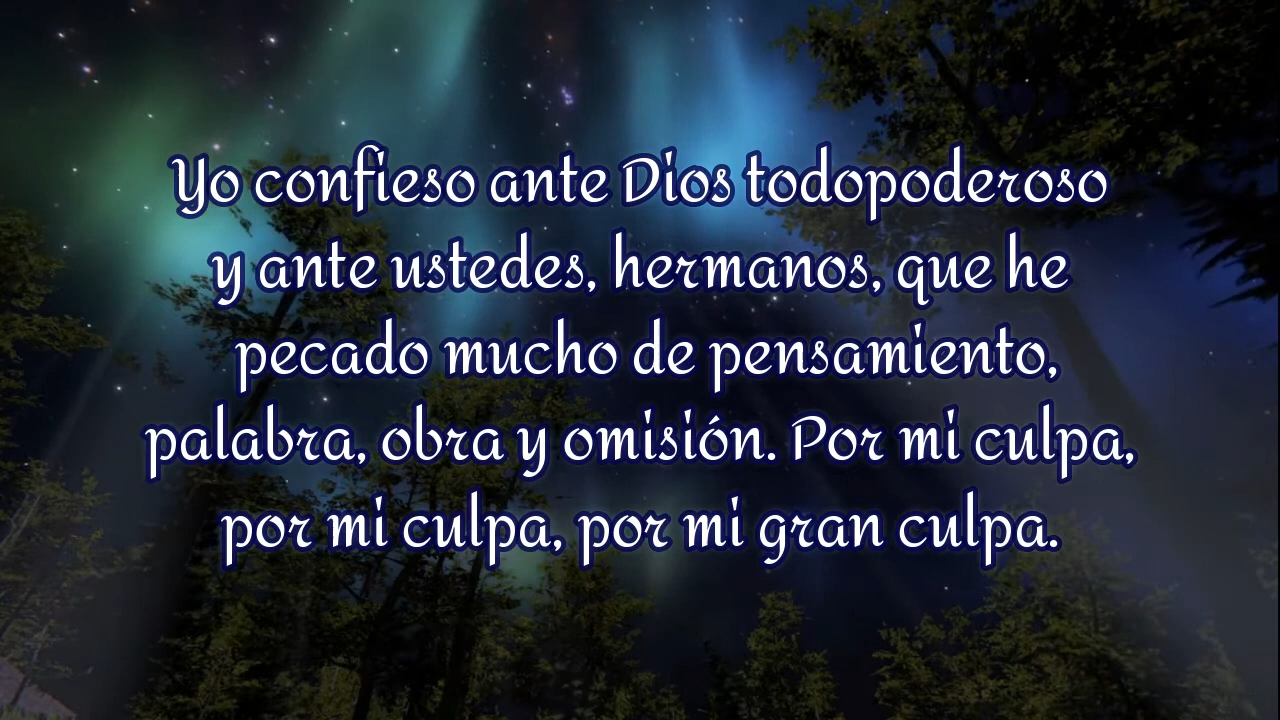 Yo confieso ante Dios todopoderoso
y ante ustedes, hermanos, que he
pecado mucho de pensamiento,
palabra, obra y omisión. Por mi culpa,
por mi culpa, por mi gran culpa.